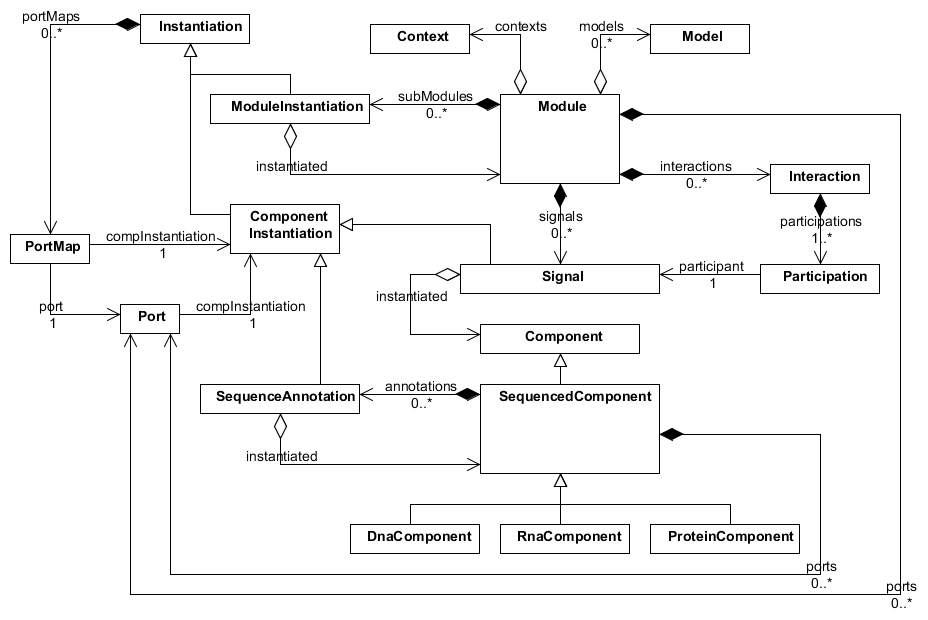 portMaps
0..*
Instantiation
Context
contexts
models
0..*
Model
ModuleInstantiation
subModules
0..*
Module
instantiated
interactions
0..*
Interaction
Component
Instantiation
signals
0..*
participations
1..*
PortMap
compInstantiation
1
Signal
participant
1
Participation
instantiated
port
1
Port
compInstantiation
1
Component
SequenceAnnotation
annotations
0..*
SequencedComponent
instantiated
DnaComponent
RnaComponent
ProteinComponent
ports
0..*
ports
0..*